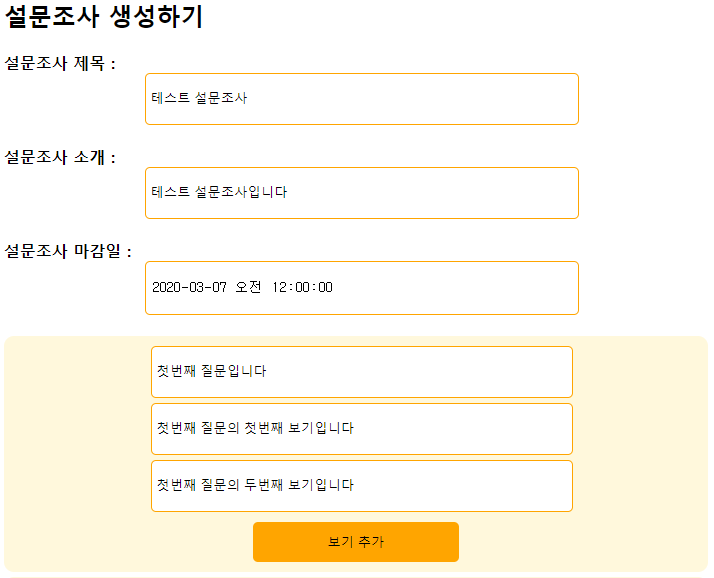 설문조사 생성하기
설문조사 제목 :
테스트 설문조사
설문조사 소개 :
테스트 설문조사입니다
설문조사 마감일 :
2020-03-07 오전 12:00:00
첫번째 질문입니다
첫번째 질문의 첫번째 보기입니다
첫번째 질문의 두번째 보기입니다
보기 추가